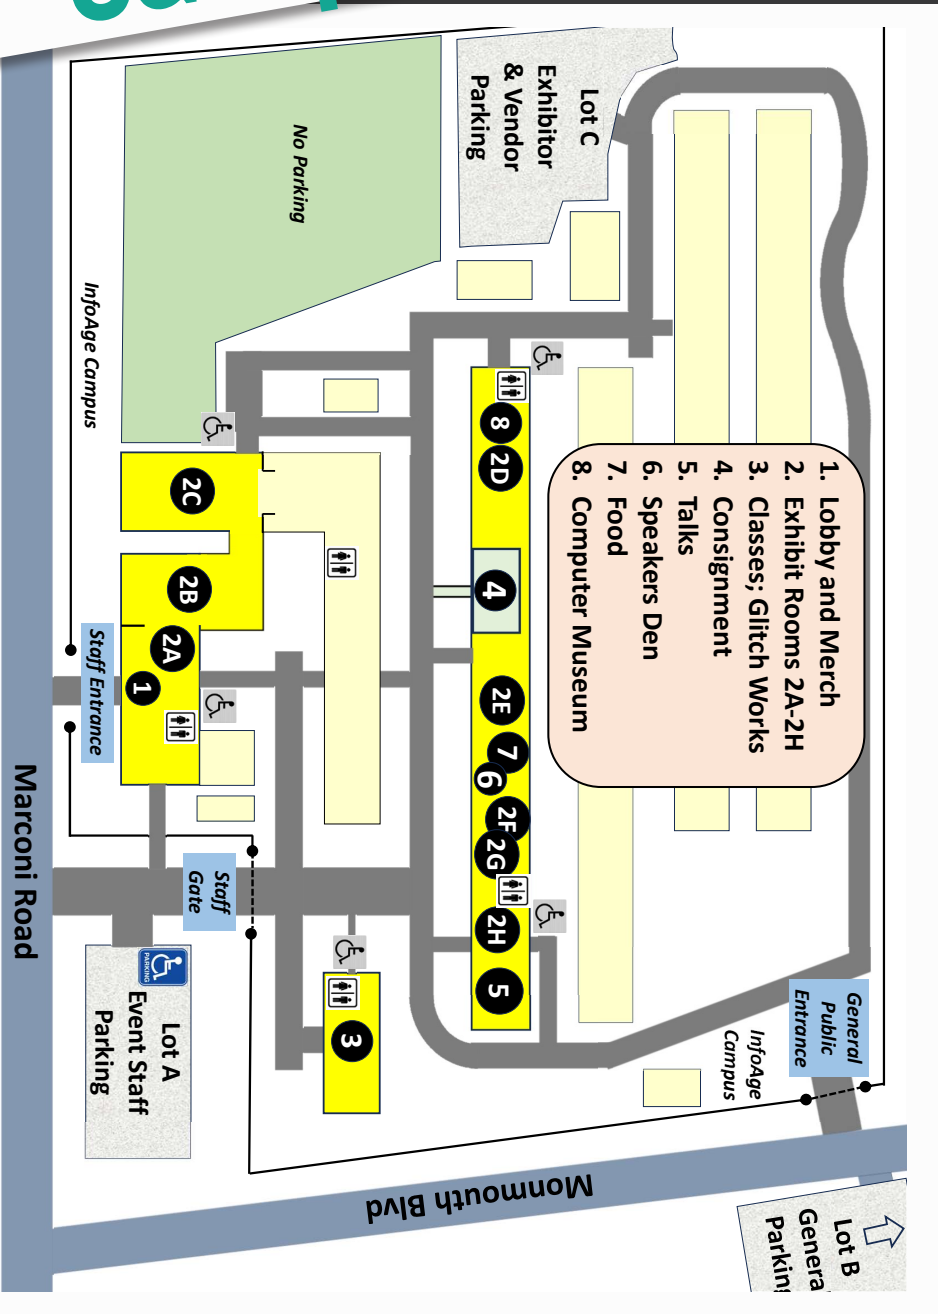 Lot C
Exhibitor
& Vendor
Parking
No Parking
InfoAge Campus
1. Lobby and Merch
2. Exhibit Rooms 2A-2H
3. Classes; Glitch Works
4. Consignment
5. Talks
6. Speakers Den
7. Food
8. Computer Museum
8
2D
4
2E
7
6
2F
2G
2H
5
2C
2B
2A
1
3
Staff Entrance
Staff
Gate
Marconi Road
PARKING
Lot A
Event Staff
Parking
General
Public
Entrance
InfoAge
Campus
Monmouth Blvd
Lot B